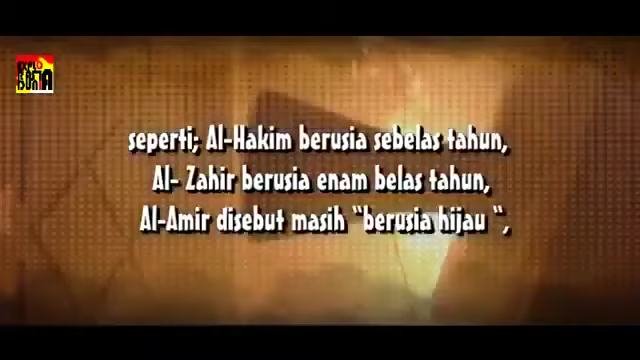 seperti; Al-Hakim berusia sebelas tahun,
Al- Zahir berusia enam belas tahun,
Al-Amir disebut masih “berusia hijau “,